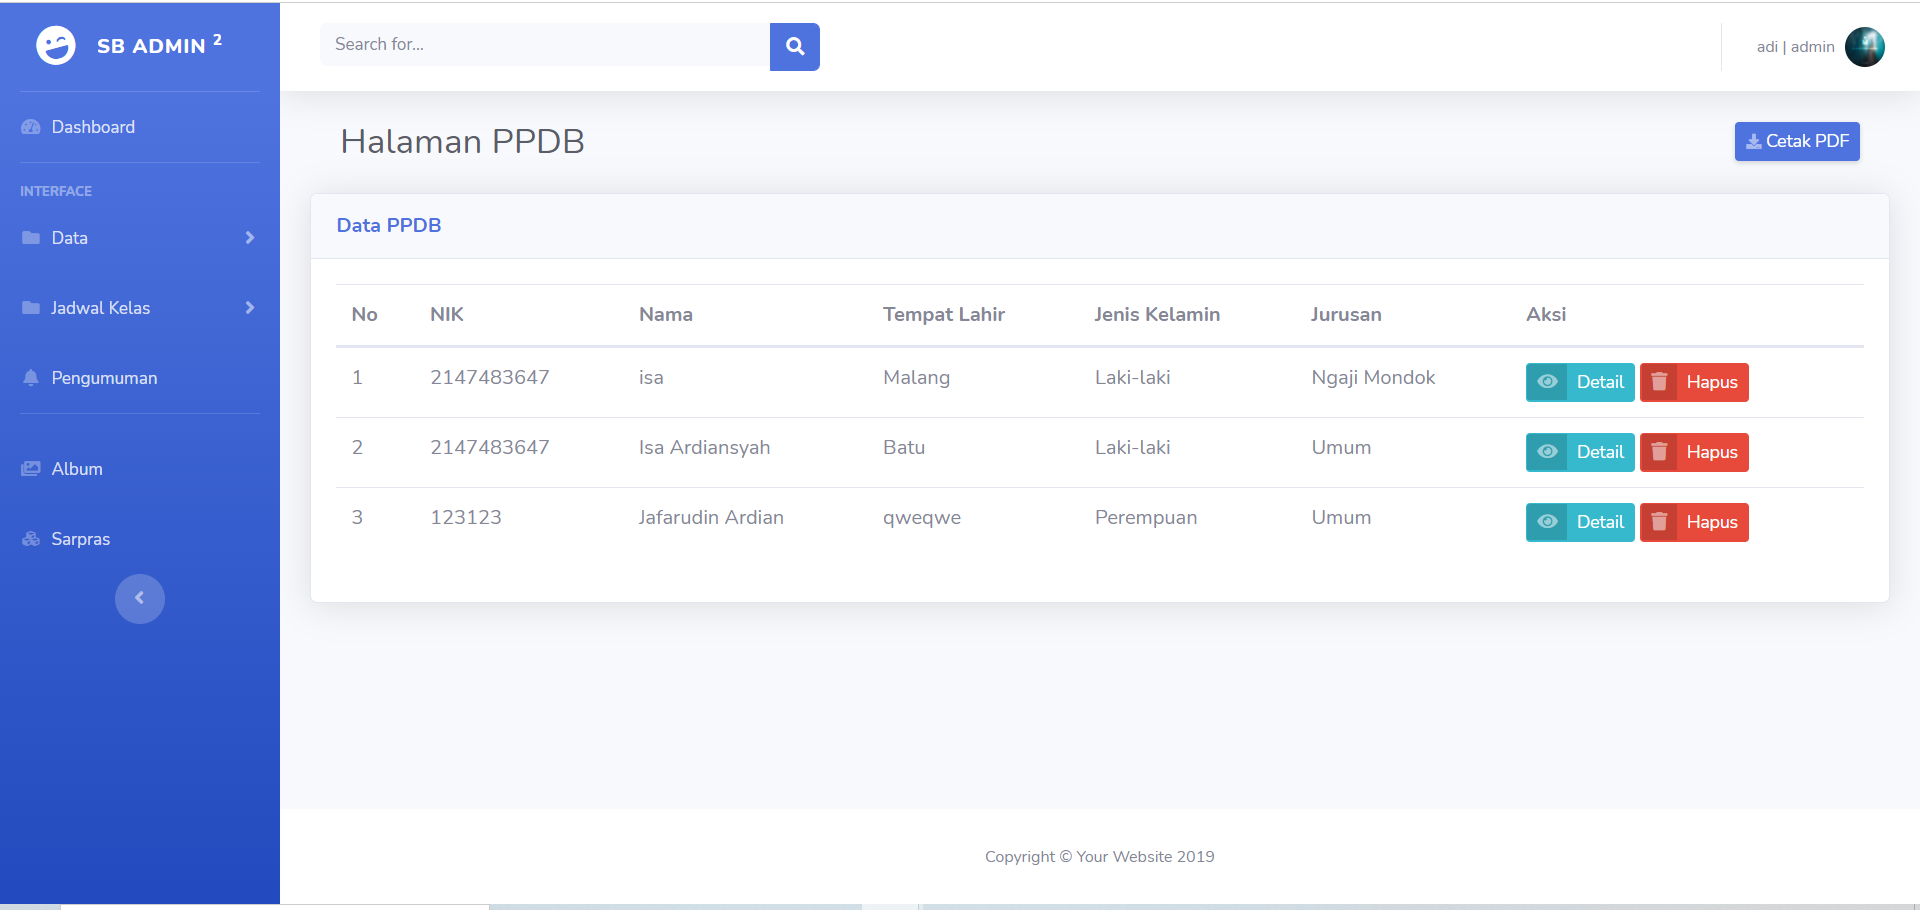 SB ADMIN 2
Search for...
adi | admin
Dashboard
INTERFACE
Data
Jadwal Kelas
Pengumuman
Album
Sarpras
Halaman PPDB
Cetak PDF
Data PPDB
No NIK Nama Tempat Lahir Jenis Kelamin Jurusan Aksi
1 2147483647 isa Malang Laki-laki Ngaji Mondok Detail Hapus
2 2147483647 Isa Ardiansyah Batu Laki-laki Umum Detail Hapus
3 123123 Jafarudin Ardian qweqwe Perempuan Umum Detail Hapus
Copyright © Your Website 2019